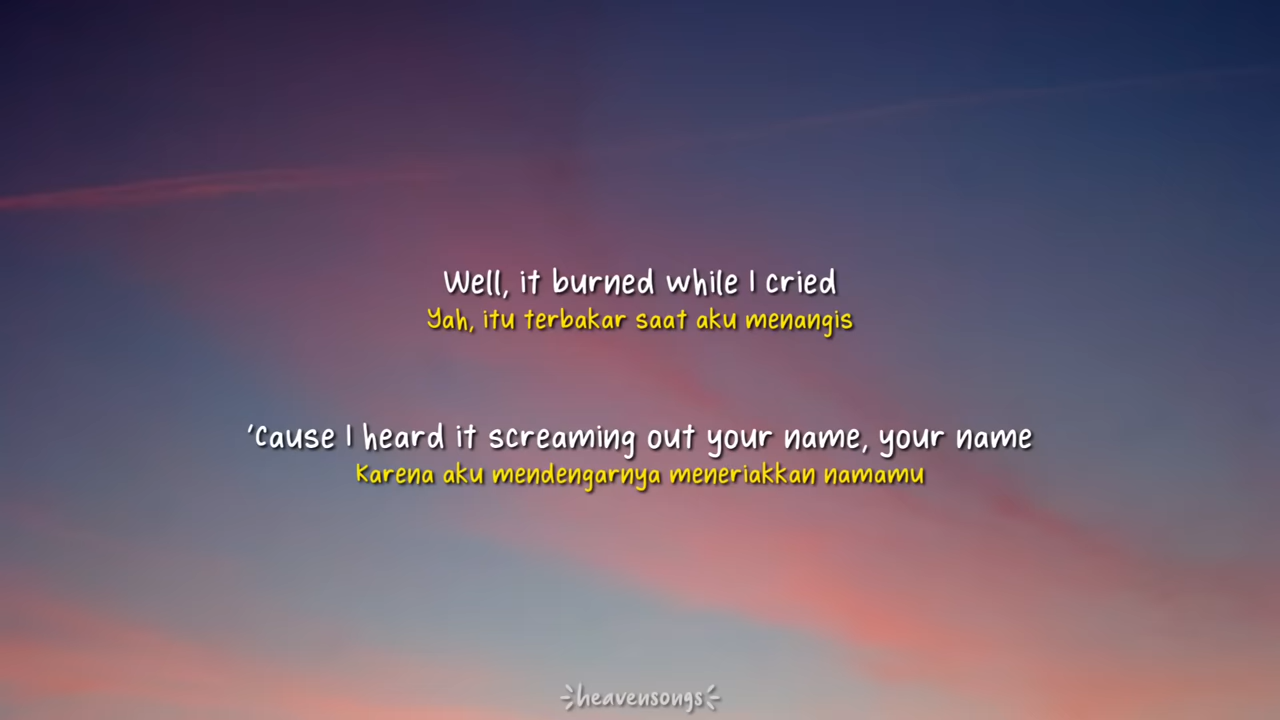 Well, it burned while I cried
Yah, itu terbakar saat aku menangis
'Cause I heard it screaming out your name, your name
Karena aku mendengarnya meneriakkan namamu
heavensongs